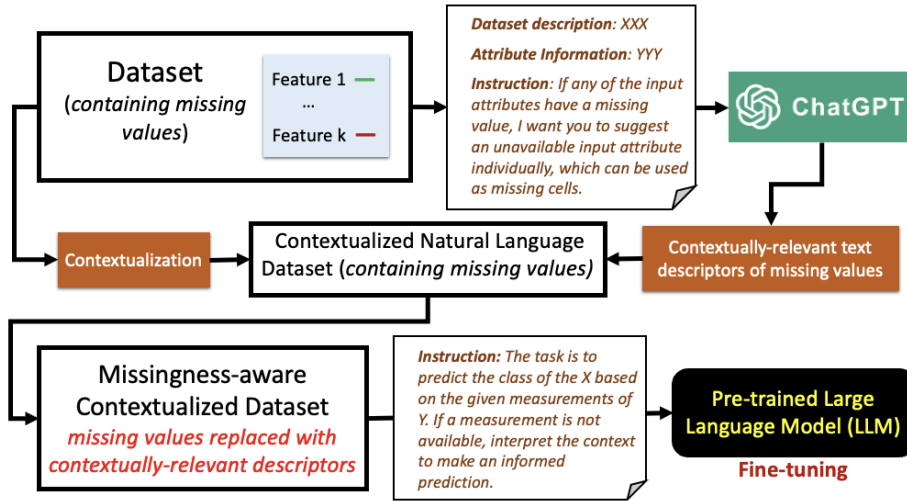 Dataset
(containing missing
values)
Feature 1
...
Feature k
Dataset description: XXX
Attribute Information: YYY
Instruction: If any of the input
attributes have a missing
value, I want you to suggest
an unavailable input attribute
individually, which can be used
as missing cells.
ChatGPT
Contextualization
Contextualized Natural Language
Dataset (containing missing values)
Contextually-relevant text
descriptors of missing values
Missingness-aware
Contextualized Dataset
missing values replaced with
contextually-relevant descriptors
Instruction: The task is to
predict the class of the X based
on the given measurements of
Y. If a measurement is not
available, interpret the context
to make an informed
prediction.
Pre-trained Large
Language Model (LLM)
Fine-tuning